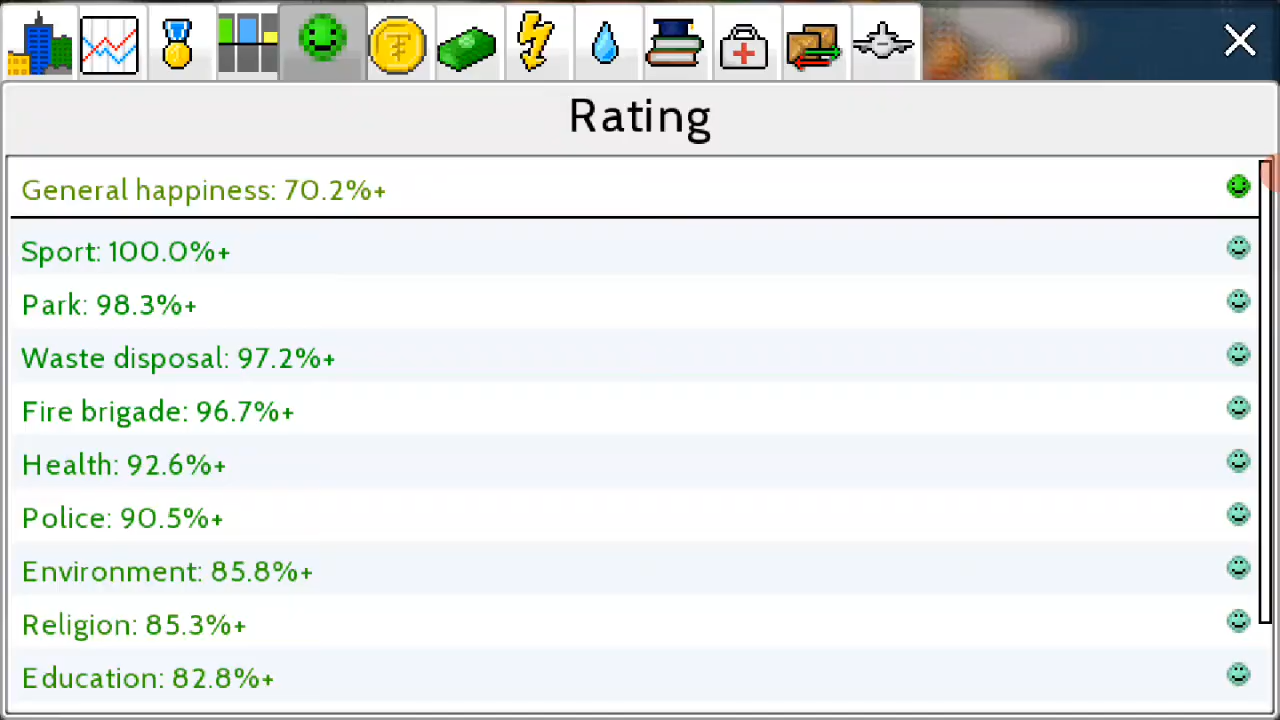 Rating
General happiness: 70.2%+
Sport: 100.0%+
Park: 98.3%+
Waste disposal: 97.2%+
Fire brigade: 96.7%+
Health: 92.6%+
Police: 90.5%+
Environment: 85.8%+
Religion: 85.3%+
Education: 82.8%+